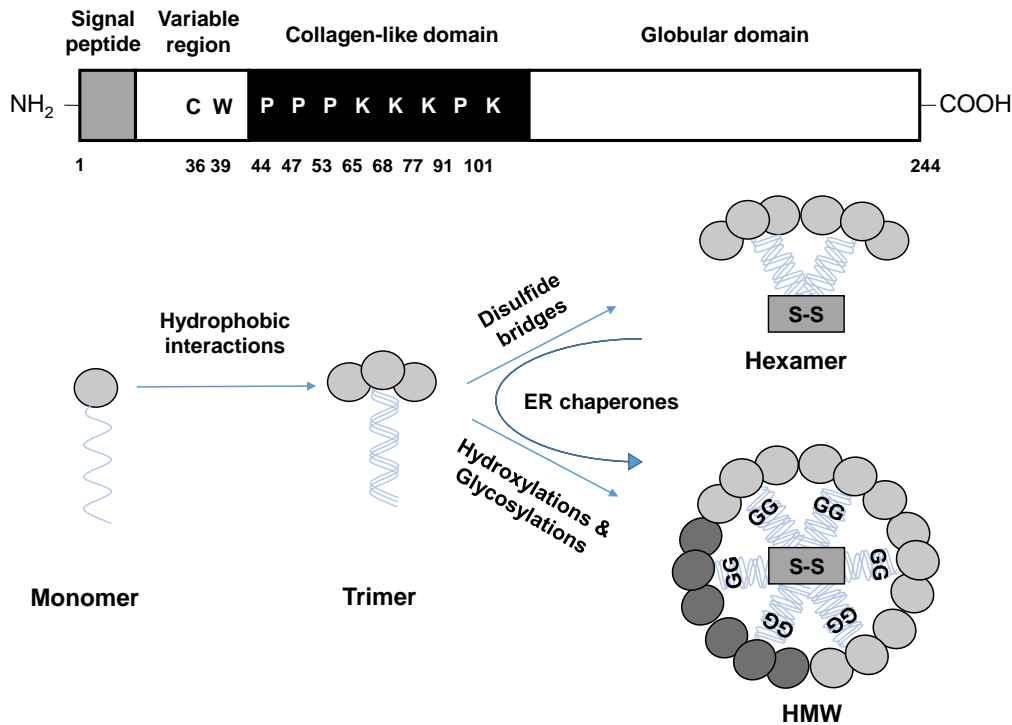 Signal
peptide
Variable
region
Collagen-like domain
Globular domain
NH2
C W P P P K K K P K
COOH
1 36 39 44 47 53 65 68 77 91 101 244
Hydrophobic
interactions
Disulfide
bridges
S-S
Hexamer
ER chaperones
Hydroxylations &
Glycosylations
GG GG
GG S-S GG
GG GG
Monomer
Trimer
HMW